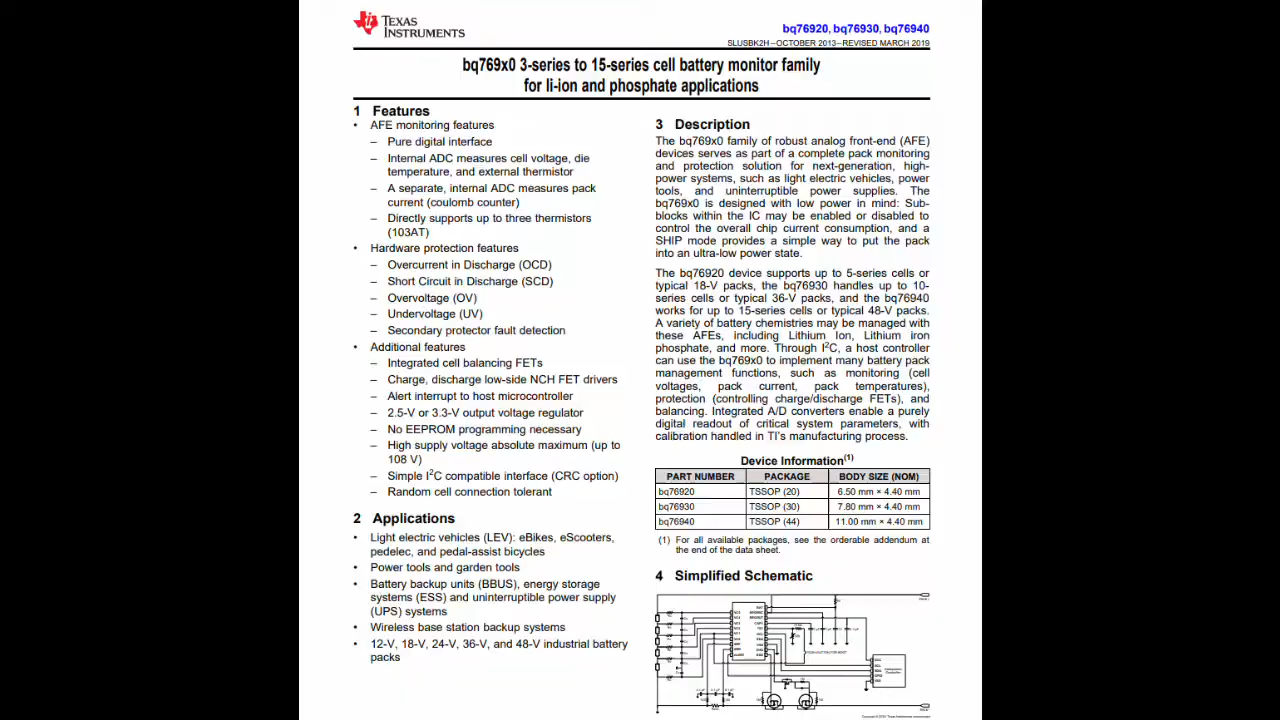 TEXAS
INSTRUMENTS
bq76920, bq76930, bq76940
SLUSBK2H – OCTOBER 2013 – REVISED MARCH 2019
bq769x0 3-series to 15-series cell battery monitor family
for li-ion and phosphate applications
1 Features
• AFE monitoring features
– Pure digital interface
– Internal ADC measures cell voltage, die
temperature, and external thermistor
– A separate, internal ADC measures pack
current (coulomb counter)
– Directly supports up to three thermistors
(103AT)
• Hardware protection features
– Overcurrent in Discharge (OCD)
– Short Circuit in Discharge (SCD)
– Overvoltage (OV)
– Undervoltage (UV)
– Secondary protector fault detection
• Additional features
– Integrated cell balancing FETs
– Charge, discharge low-side NCH FET drivers
– Alert interrupt to host microcontroller
– 2.5-V or 3.3-V output voltage regulator
– No EEPROM programming necessary
– High supply voltage absolute maximum (up to
108 V)
– Simple I2C compatible interface (CRC option)
– Random cell connection tolerant
2 Applications
• Light electric vehicles (LEV): eBikes, eScooters,
pedelec, and pedal-assist bicycles
• Power tools and garden tools
• Battery backup units (BBUS), energy storage
systems (ESS) and uninterruptible power supply
(UPS) systems
• Wireless base station backup systems
• 12-V, 18-V, 24-V, 36-V, and 48-V industrial battery
packs
3 Description
The bq769x0 family of robust analog front-end (AFE)
devices serves as part of a complete pack monitoring
and protection solution for next-generation, high-
power systems, such as light electric vehicles, power
tools, and uninterruptible power supplies. The
bq769x0 is designed with low power in mind: Sub-
blocks within the IC may be enabled or disabled to
control the overall chip current consumption, and a
SHIP mode provides a simple way to put the pack
into an ultra-low power state.
The bq76920 device supports up to 5-series cells or
typical 18-V packs, the bq76930 handles up to 10-
series cells or typical 36-V packs, and the bq76940
works for up to 15-series cells or typical 48-V packs.
A variety of battery chemistries may be managed with
these AFEs, including Lithium Ion, Lithium iron
phosphate, and more. Through I2C, a host controller
can use the bq769x0 to implement many battery pack
management functions, such as monitoring (cell
voltages, pack current, pack temperatures),
protection (controlling charge/discharge FETs), and
balancing. Integrated A/D converters enable a purely
digital readout of critical system parameters, with
calibration handled in TI's manufacturing process.
Device Information(1)
PART NUMBER PACKAGE BODY SIZE (NOM)
bq76920 TSSOP (20) 6.50 mm × 4.40 mm
bq76930 TSSOP (30) 7.80 mm × 4.40 mm
bq76940 TSSOP (44) 11.00 mm × 4.40 mm
(1) For all available packages, see the orderable addendum at
the end of the data sheet.
4 Simplified Schematic